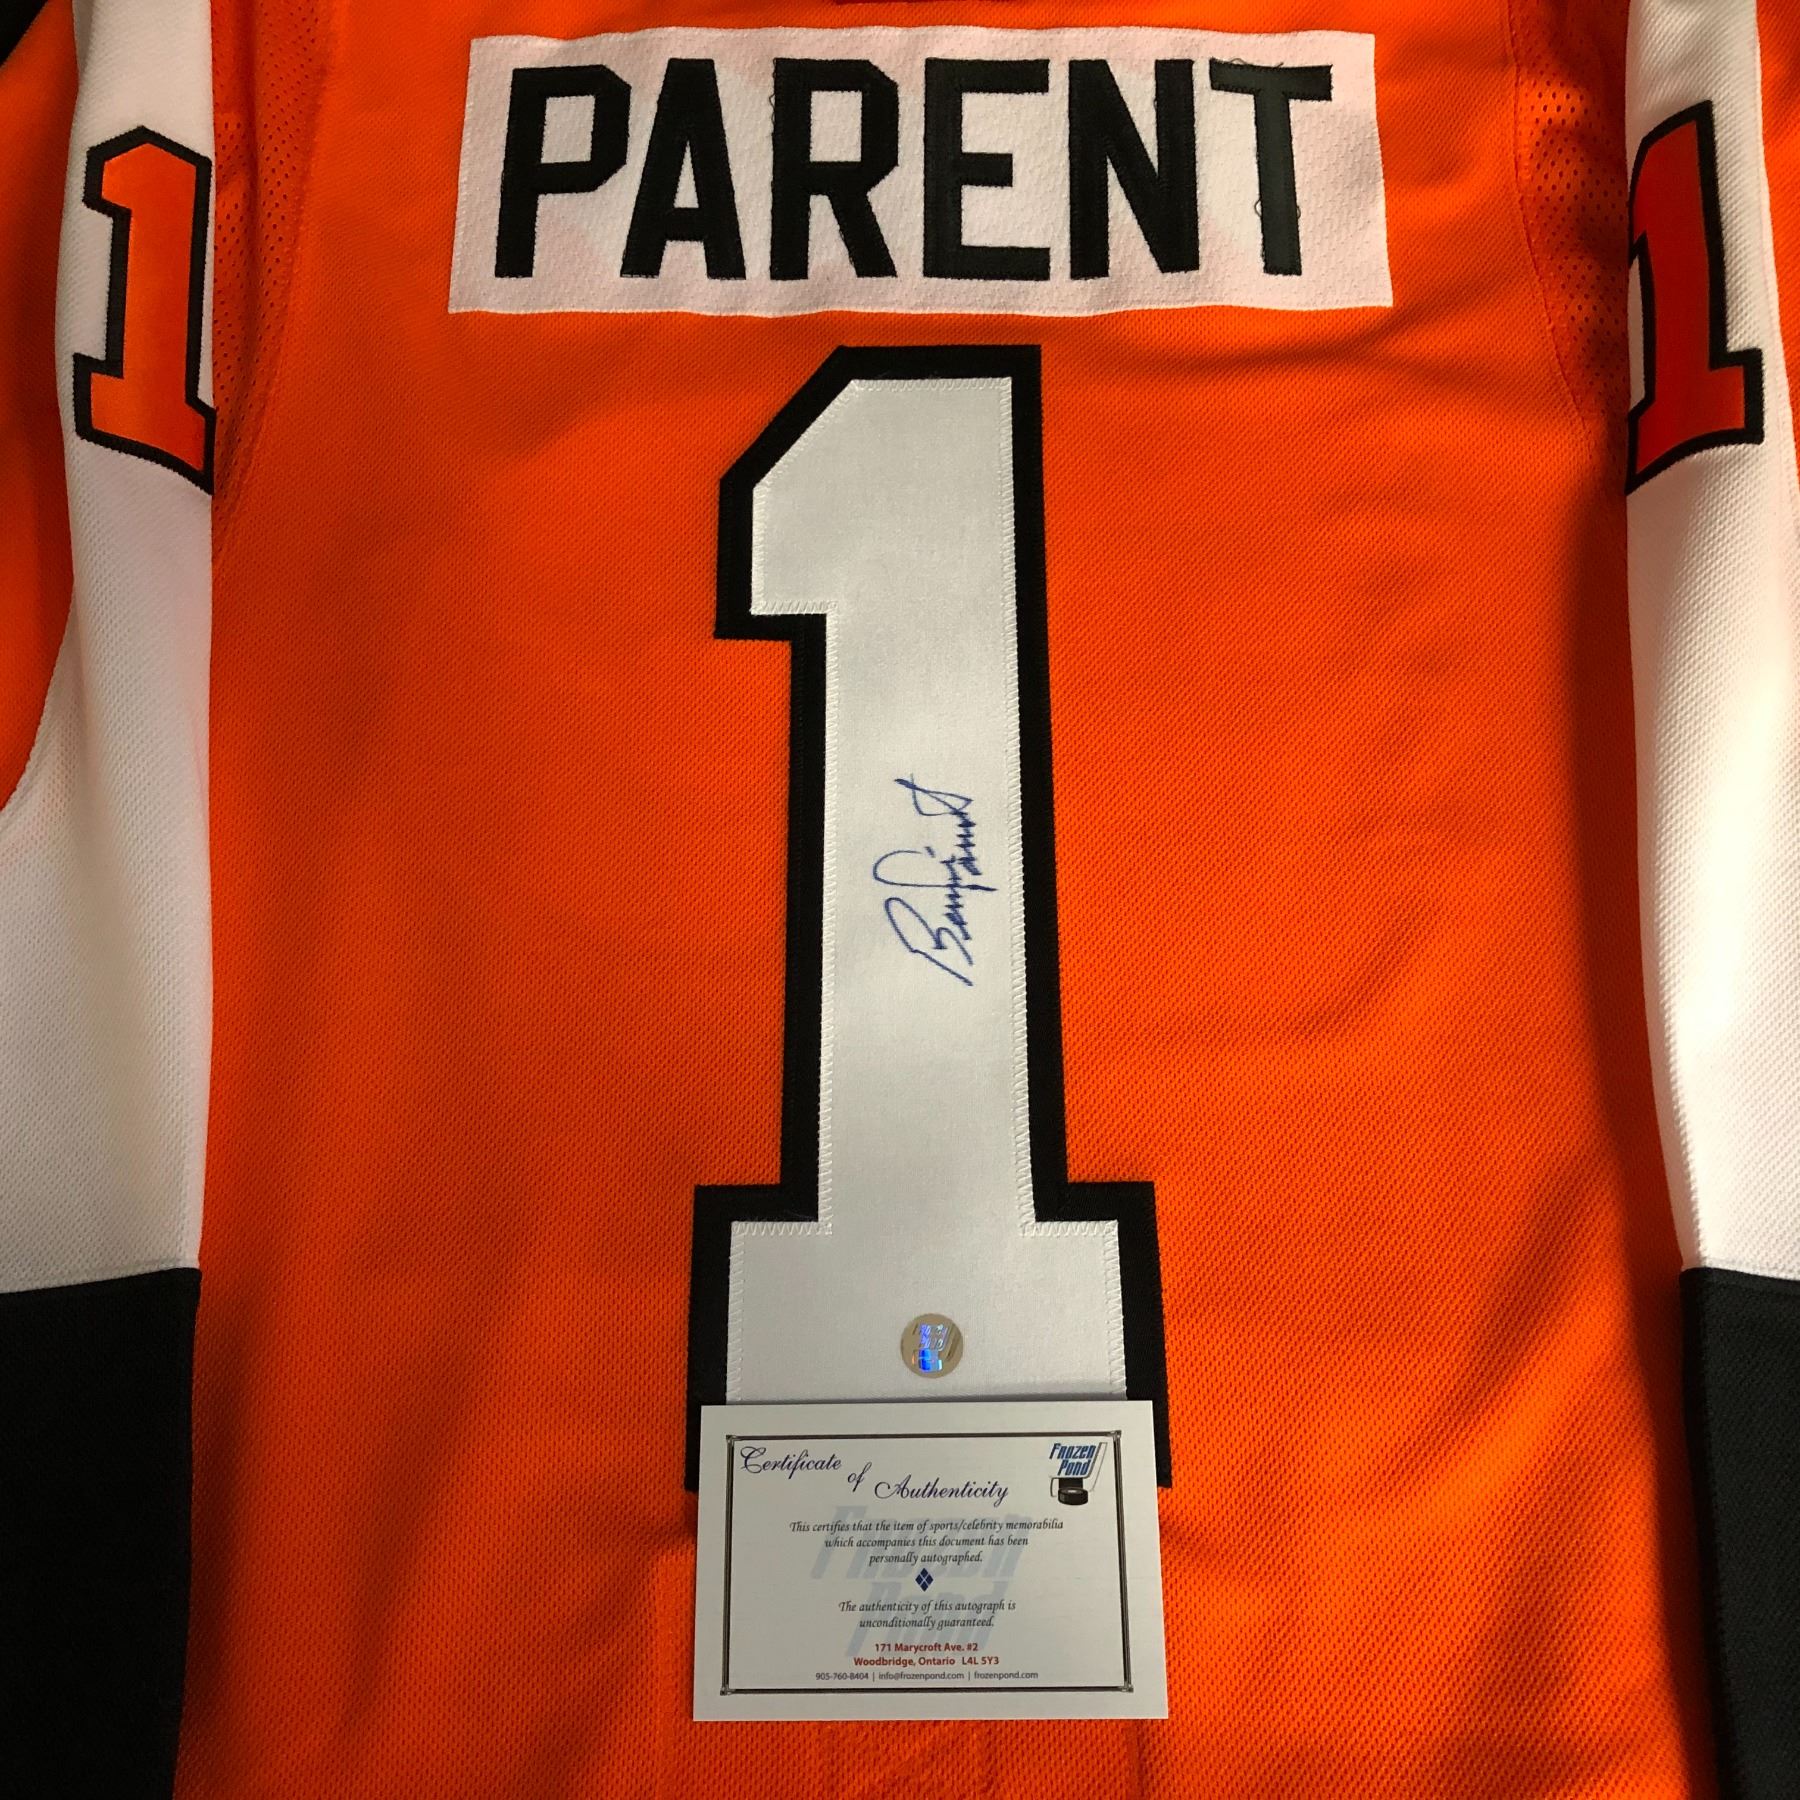 PARENT
1
1
1
Bernie Parent
Certificate of Authenticity
Frozen
Pond
This certifies that the item of sports/celebrity memorabilia
which accompanies this document has been
personally autographed.
The authenticity of this autograph is
unconditionally guaranteed.
171 Marycroft Ave. #2
Woodbridge, Ontario L4L 5Y3
905-760-8404 | info@frozenpond.com | frozenpond.com